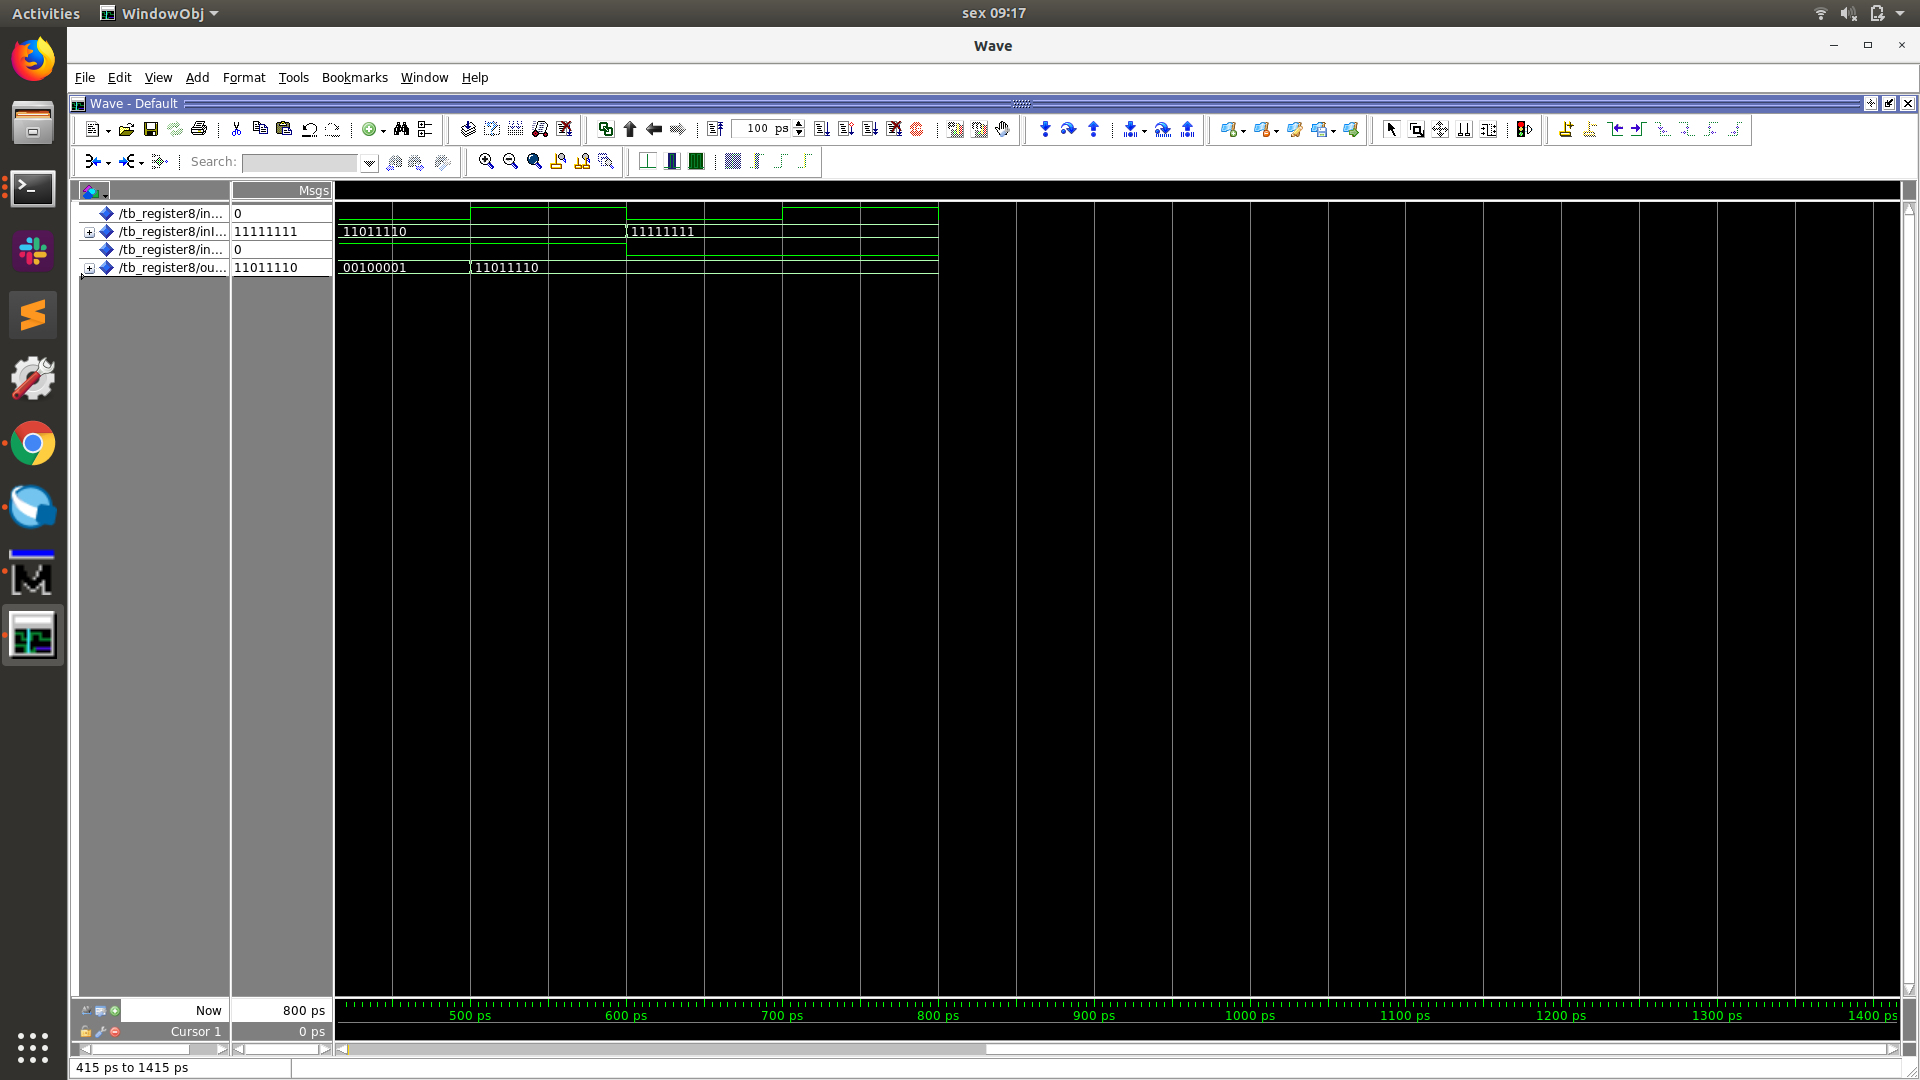 Activities WindowObj sex 09:17
Wave
File Edit View Add Format Tools Bookmarks Window Help
Wave - Default
100 ps
Search:
Msgs
/tb_register8/in... 0
/tb_register8/inI... 11111111 11011110 11111111
/tb_register8/in... 0
/tb_register8/ou... 11011110 00100001 11011110
Now 800 ps
500 ps 600 ps 700 ps 800 ps 900 ps 1000 ps 1100 ps 1200 ps 1300 ps 1400 ps
Cursor 1 0 ps
415 ps to 1415 ps